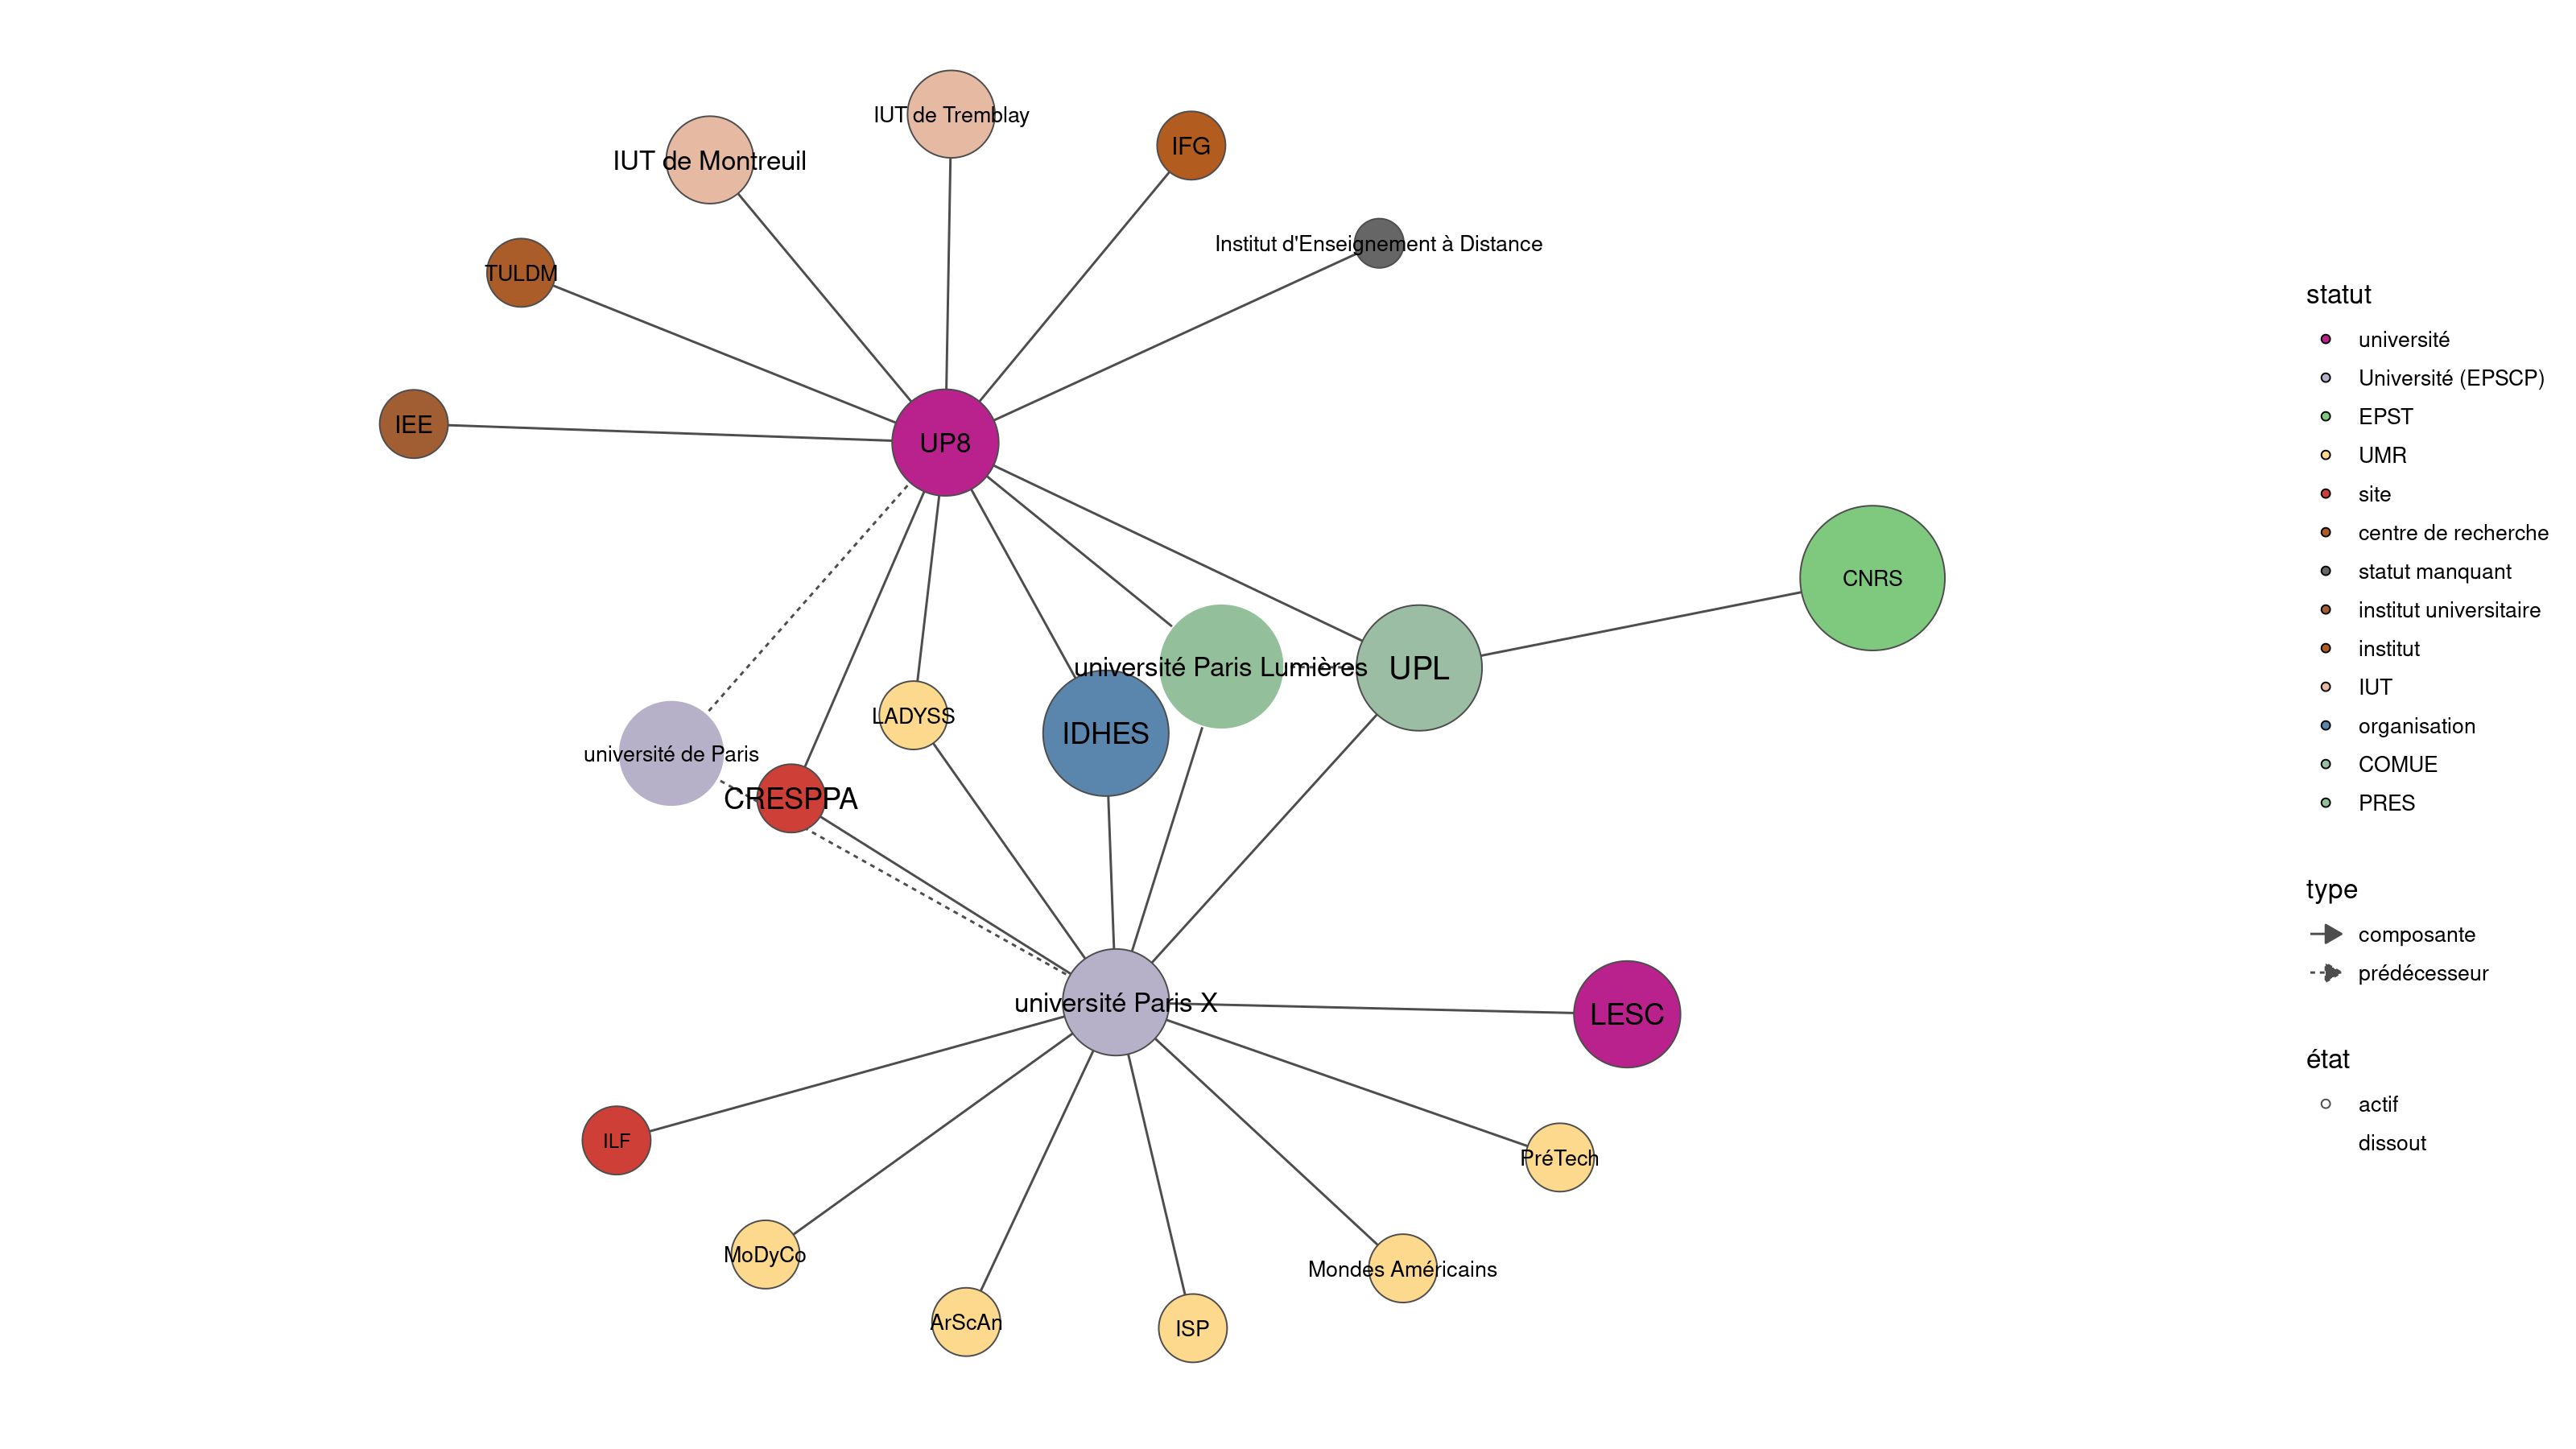 IUT de Tremblay
IFG
IUT de Montreuil
Institut d'Enseignement à Distance
TULDM
IEE
UP8
CNRS
université Paris Lumières
UPL
LADYSS
IDHES
université de Paris
CRESPPA
université Paris X
LESC
ILF
PréTech
MoDyCo
Mondes Américains
ArScAn
ISP
statut
université
Université (EPSCP)
EPST
UMR
site
centre de recherche
statut manquant
institut universitaire
institut
IUT
organisation
COMUE
PRES
type
composante
prédécesseur
état
actif
dissout